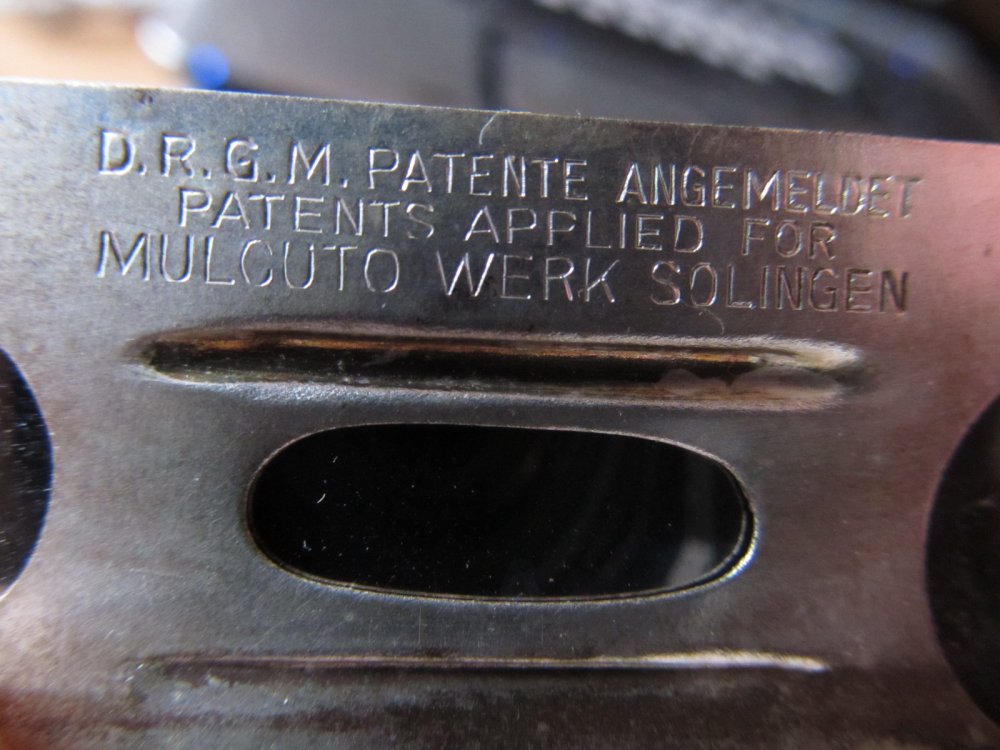 D.R.G.M. PATENTE ANGEMELDET
PATENTS APPLIED FOR
MULCUTO WERK SOLINGEN